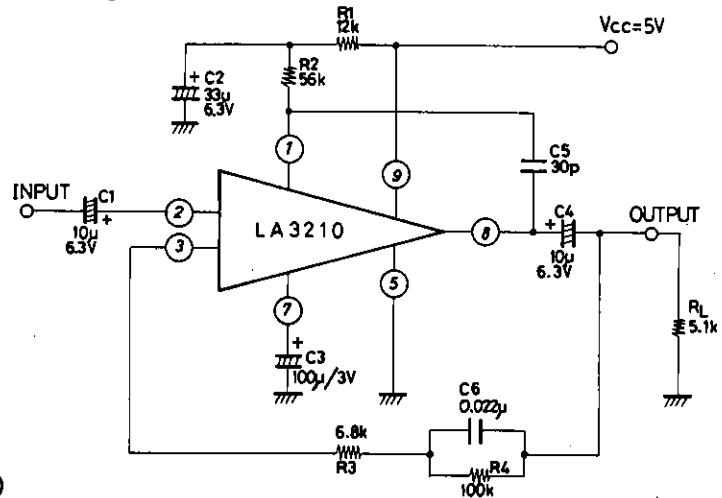 R1
12k
Vcc=5V
R2
56k
+ C2
33μ
6.3V
1
9
C5
30p
INPUT
C1
+
10μ
6.3V
2
3
LA3210
8
+ C4
10μ
6.3V
OUTPUT
5
7
RL
5.1k
+
C3
100μ/3V
C6
0.022μ
6.8k
R3
R4
100k
)